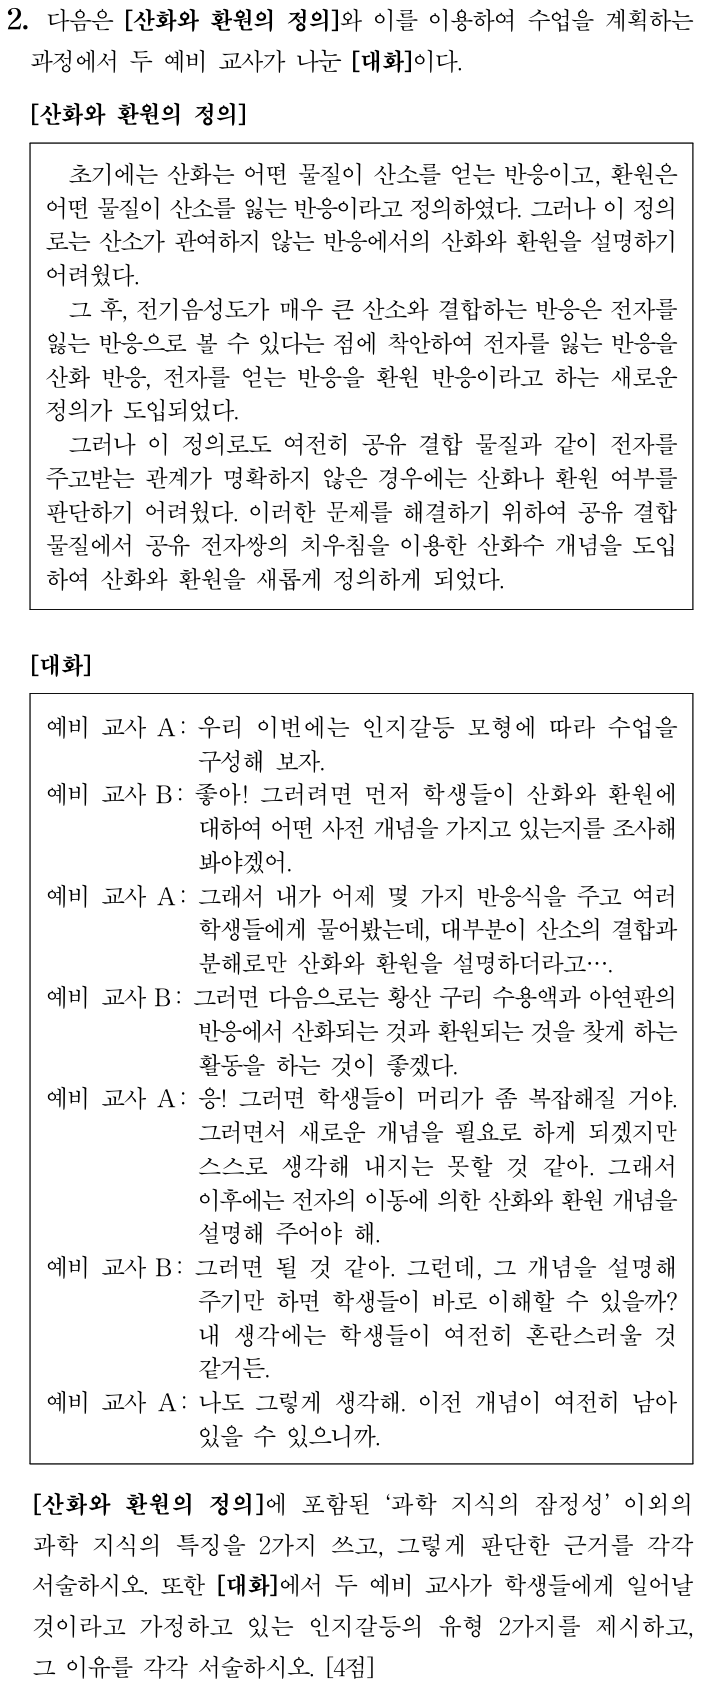 2. 다음은 [산화와 환원의 정의]와 이를 이용하여 수업을 계획하는
과정에서 두 예비 교사가 나눈 [대화]이다.
[산화와 환원의 정의]
초기에는 산화는 어떤 물질이 산소를 얻는 반응이고, 환원은
어떤 물질이 산소를 잃는 반응이라고 정의하였다. 그러나 이 정의
로는 산소가 관여하지 않는 반응에서의 산화와 환원을 설명하기
어려웠다.
그 후, 전기음성도가 매우 큰 산소와 결합하는 반응은 전자를
잃는 반응으로 볼 수 있다는 점에 착안하여 전자를 잃는 반응을
산화 반응, 전자를 얻는 반응을 환원 반응이라고 하는 새로운
정의가 도입되었다.
그러나 이 정의로도 여전히 공유 결합 물질과 같이 전자를
주고받는 관계가 명확하지 않은 경우에는 산화나 환원 여부를
판단하기 어려웠다. 이러한 문제를 해결하기 위하여 공유 결합
물질에서 공유 전자쌍의 치우침을 이용한 산화수 개념을 도입
하여 산화와 환원을 새롭게 정의하게 되었다.
[대화]
예비 교사 A: 우리 이번에는 인지갈등 모형에 따라 수업을
구성해 보자.
예비 교사 B: 좋아! 그러려면 먼저 학생들이 산화와 환원에
대하여 어떤 사전 개념을 가지고 있는지를 조사해
봐야겠어.
예비 교사 A: 그래서 내가 어제 몇 가지 반응식을 주고 여러
학생들에게 물어봤는데, 대부분이 산소의 결합과
분해로만 산화와 환원을 설명하더라고….
예비 교사 B: 그러면 다음으로는 황산 구리 수용액과 아연판의
반응에서 산화되는 것과 환원되는 것을 찾게 하는
활동을 하는 것이 좋겠다.
예비 교사 A: 응! 그러면 학생들이 머리가 좀 복잡해질 거야.
그러면서 새로운 개념을 필요로 하게 되겠지만
스스로 생각해 내지는 못할 것 같아. 그래서
이후에는 전자의 이동에 의한 산화와 환원 개념을
설명해 주어야 해.
예비 교사 B: 그러면 될 것 같아. 그런데, 그 개념을 설명해
주기만 하면 학생들이 바로 이해할 수 있을까?
내 생각에는 학생들이 여전히 혼란스러울 것
같거든.
예비 교사 A: 나도 그렇게 생각해. 이전 개념이 여전히 남아
있을 수 있으니까.
[산화와 환원의 정의]에 포함된 ‘과학 지식의 잠정성’ 이외의
과학 지식의 특징을 2가지 쓰고, 그렇게 판단한 근거를 각각
서술하시오. 또한 [대화]에서 두 예비 교사가 학생들에게 일어날
것이라고 가정하고 있는 인지갈등의 유형 2가지를 제시하고,
그 이유를 각각 서술하시오. [4점]